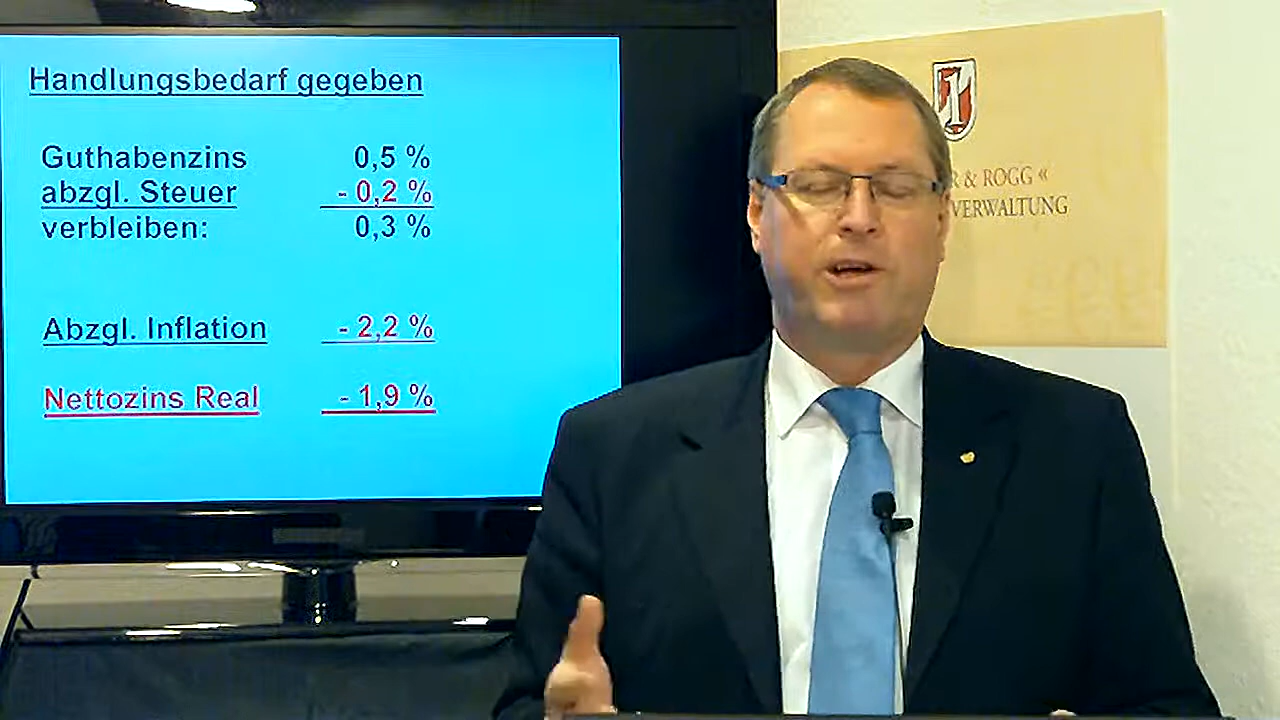 Handlungsbedarf gegeben
Guthabenzins 0,5 %
abzgl. Steuer - 0,2 %
verbleiben: 0,3 %
Abzgl. Inflation - 2,2 %
Nettozins Real - 1,9 %
& ROGG «